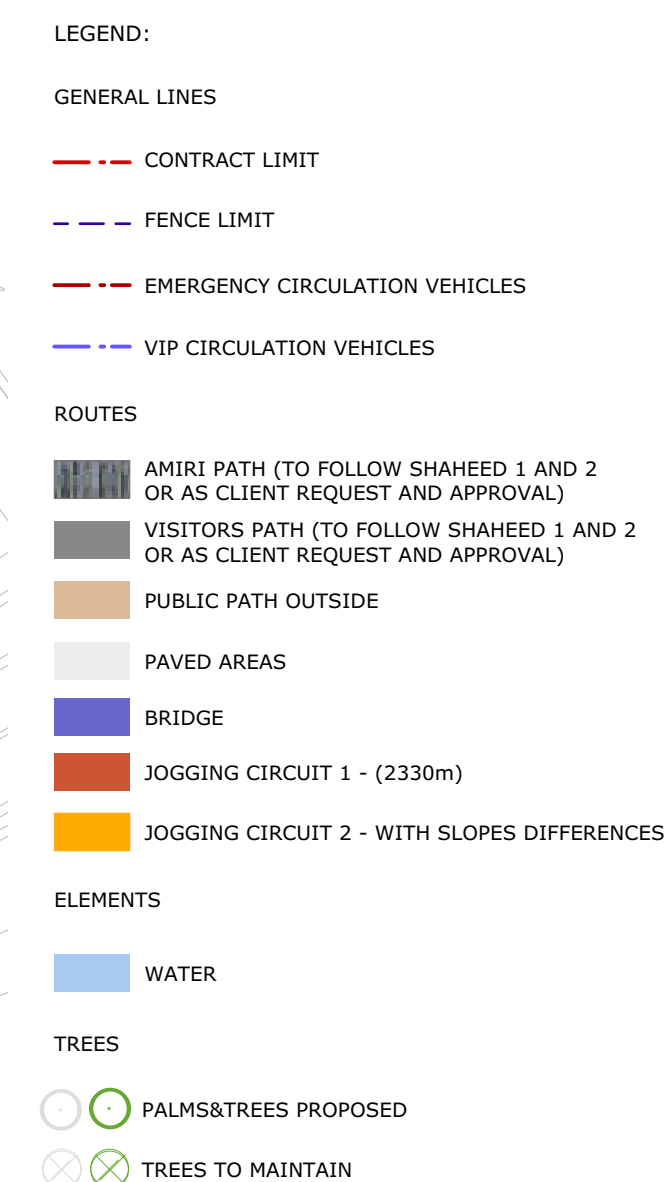 LEGEND:
GENERAL LINES
CONTRACT LIMIT
FENCE LIMIT
EMERGENCY CIRCULATION VEHICLES
VIP CIRCULATION VEHICLES
ROUTES
AMIRI PATH (TO FOLLOW SHAHEED 1 AND 2
OR AS CLIENT REQUEST AND APPROVAL)
VISITORS PATH (TO FOLLOW SHAHEED 1 AND 2
OR AS CLIENT REQUEST AND APPROVAL)
PUBLIC PATH OUTSIDE
PAVED AREAS
BRIDGE
JOGGING CIRCUIT 1 - (2330m)
JOGGING CIRCUIT 2 - WITH SLOPES DIFFERENCES
ELEMENTS
WATER
TREES
PALMS&TREES PROPOSED
TREES TO MAINTAIN